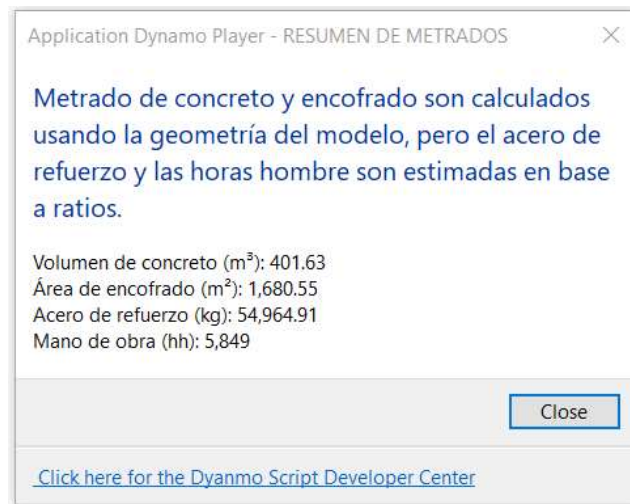 Application Dynamo Player - RESUMEN DE METRADOS
Metrado de concreto y encofrado son calculados
usando la geometría del modelo, pero el acero de
refuerzo y las horas hombre son estimadas en base
a ratios.
Volumen de concreto (m³): 401.63
Área de encofrado (m²): 1,680.55
Acero de refuerzo (kg): 54,964.91
Mano de obra (hh): 5,849
Close
Click here for the Dyanmo Script Developer Center